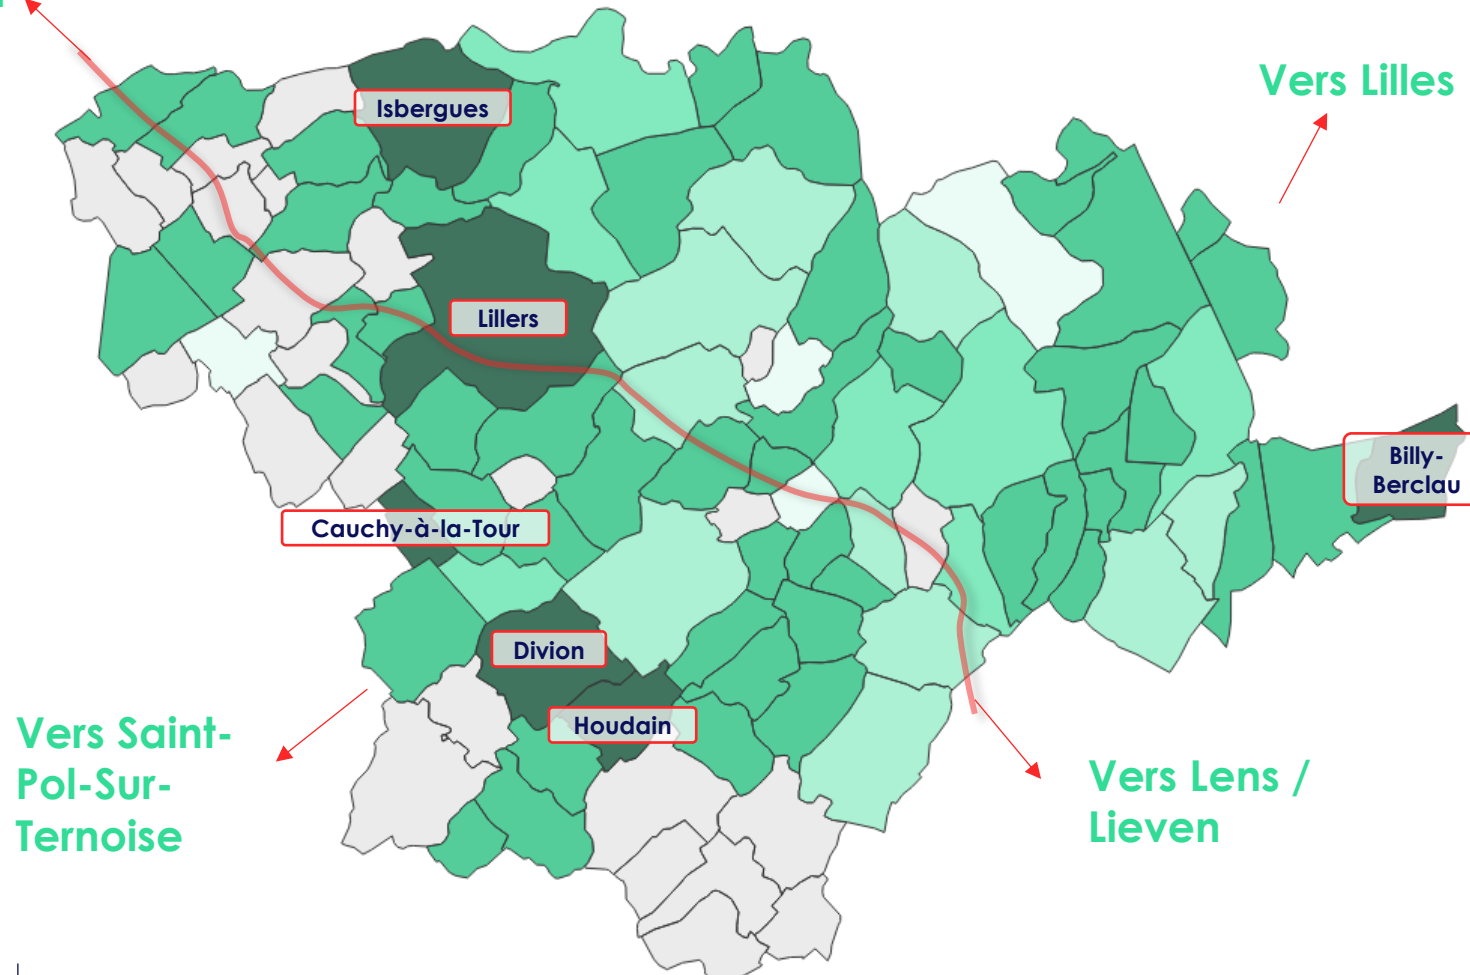 Vers Lilles
Isbergues
Lillers
Billy-
Berclau
Cauchy-à-la-Tour
Divion
Houdain
Vers Saint-
Pol-Sur-
Ternoise
Vers Lens /
Lieven